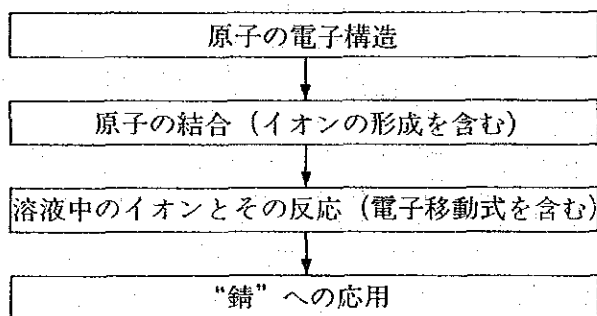 原子の電子構造
原子の結合（イオンの形成を含む）
溶液中のイオンとその反応（電子移動式を含む）
“錆”への応用